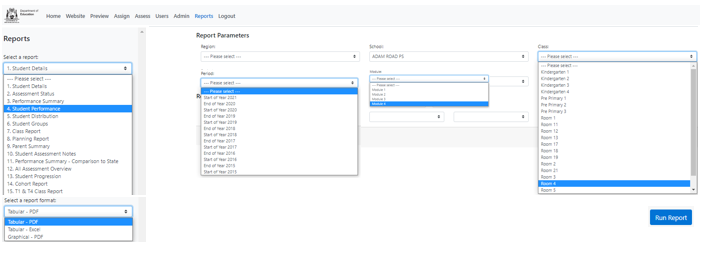 Department of
Education
Home Website Preview Assign Assess Users Admin Reports Logout
Reports
Select a report:
1. Student Details
---- Please select ----
1. Student Details
2. Assessment Status
3. Performance Summary
4. Student Performance
5. Student Distribution
6. Student Groups
7. Class Report
8. Planning Report
9. Parent Summary
10. Student Assessment Notes
11. Performance Summary - Comparison to State
12. An Assessment Overview
13. Student Progression
14. Cohort Report
15. T1 & T4 Class Report
Select a report format:
Tabular - PDF
Tabular - PDF
Tabular - Excel
Graphical - PDF
Report Parameters
Region:
---- Please select ----
School:
ADAM ROAD PS
Class:
---- Please select ----
---- Please select ----
Kindergarten 1
Kindergarten 2
Kindergarten 3
Kindergarten 4
Pre Primary 1
Pre Primary 2
Pre Primary 3
Room 1
Room 11
Room 12
Room 13
Room 17
Room 18
Room 19
Room 2
Room 21
Room 3
Room 4
Room 5
Period:
---- Please select ----
---- Please select ----
Start of Year 2021
End of Year 2020
Start of Year 2020
End of Year 2019
Start of Year 2019
End of Year 2018
Start of Year 2018
End of Year 2017
Start of Year 2017
End of Year 2016
Start of Year 2016
End of Year 2015
Start of Year 2015
Module:
---- Please select ----
---- Please select ----
Module 1
Module 2
Module 3
Module 4
Run Report